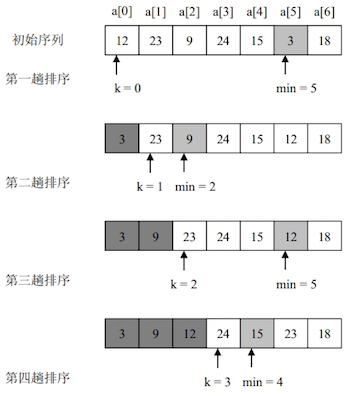 a[0] a[1] a[2] a[3] a[4] a[5] a[6]
初始序列 12 23 9 24 15 3 18
第一趟排序
k = 0 min = 5
3 23 9 24 15 12 18
k = 1 min = 2
第二趟排序
3 9 23 24 15 12 18
第三趟排序
k = 2 min = 5
3 9 12 24 15 23 18
第四趟排序
k = 3 min = 4